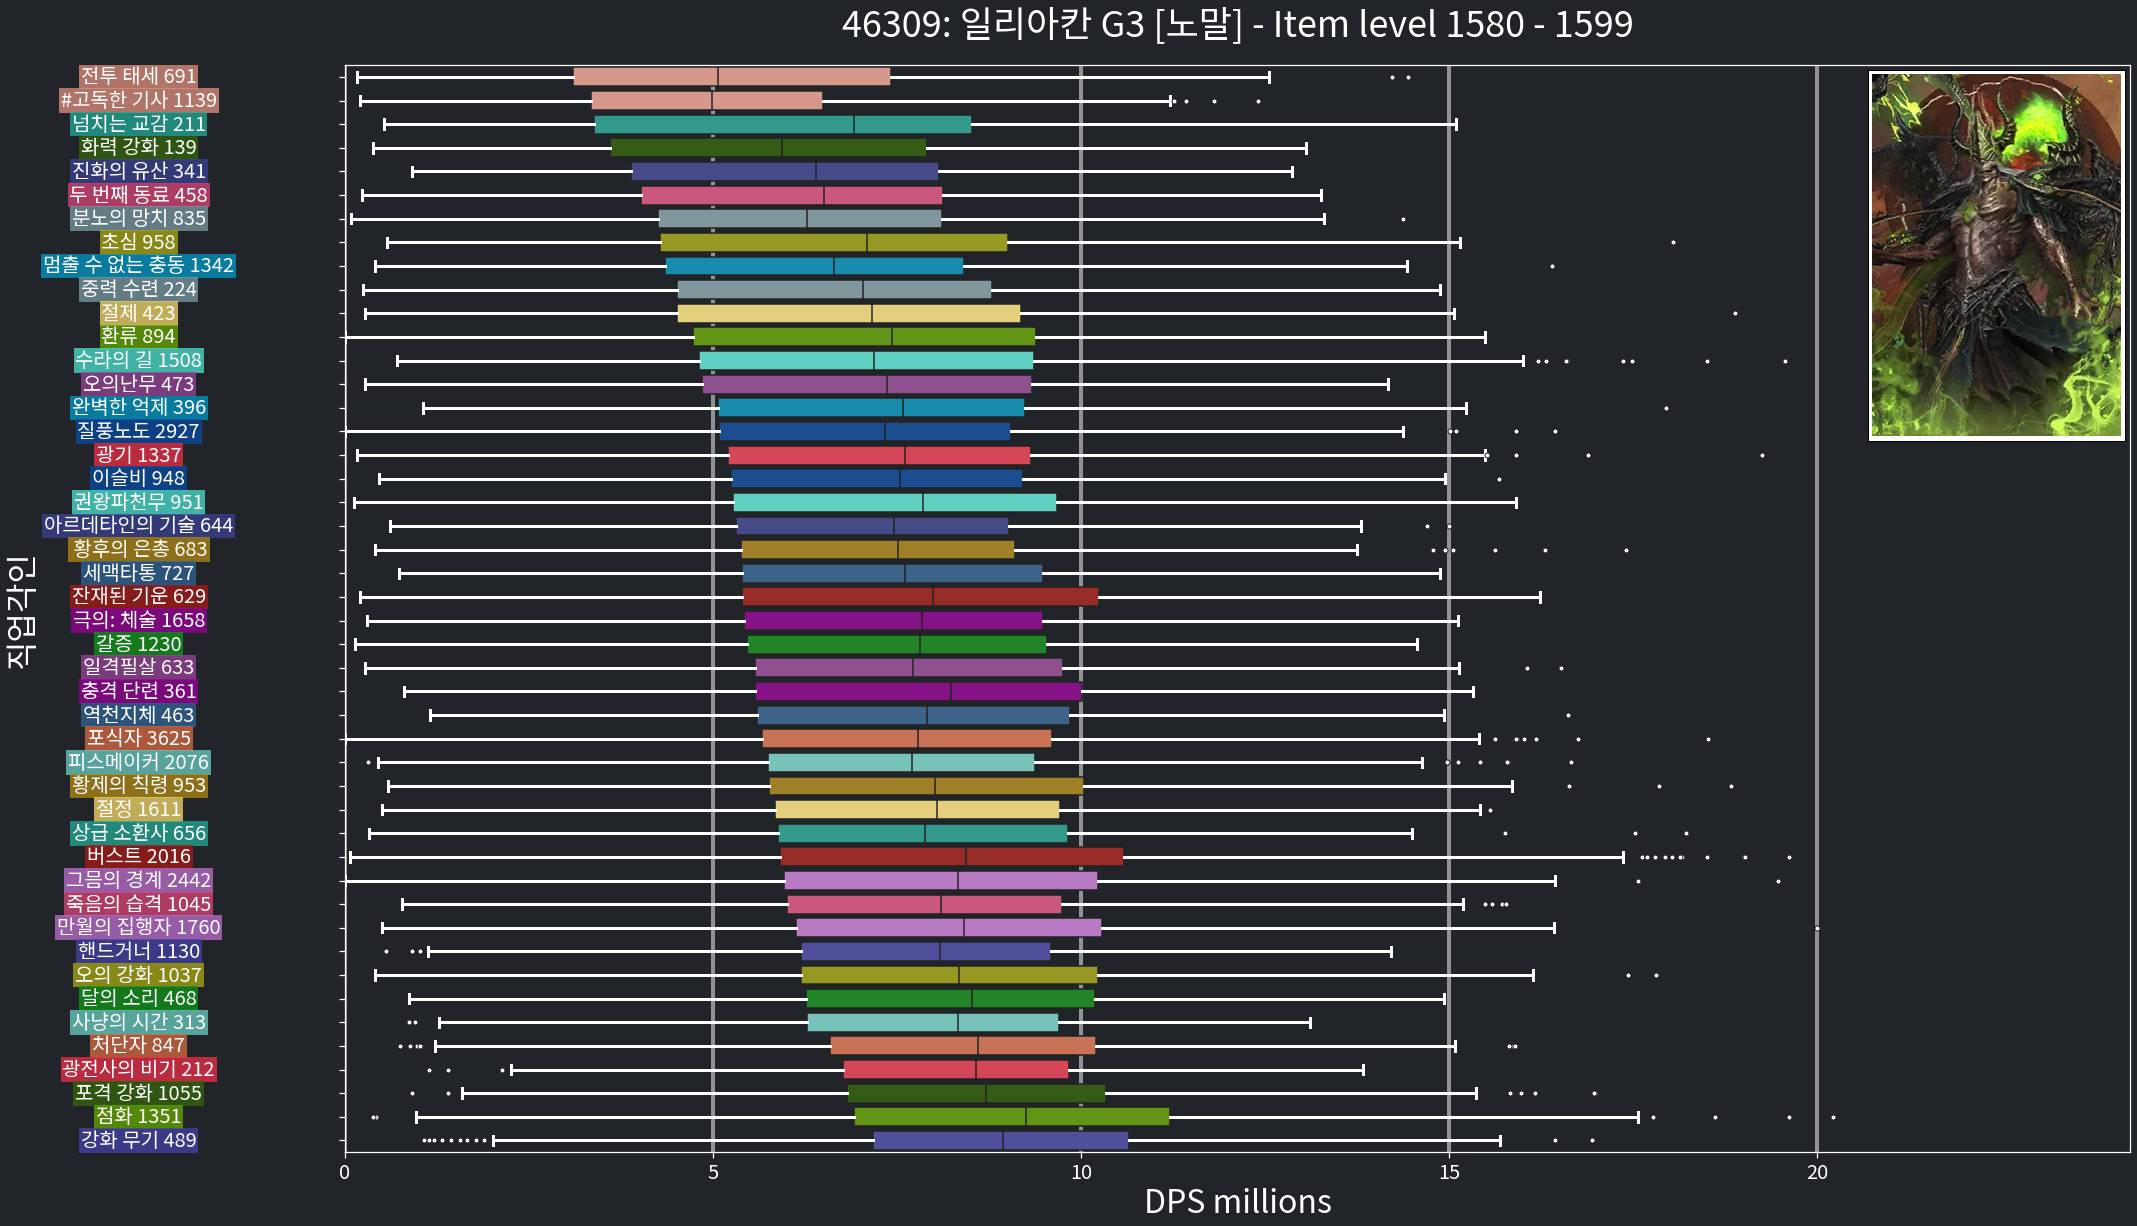 46309: 일리아칸 G3 [노말] - Item level 1580 - 1599
전투 태세 691
#고독한 기사 1139
넘치는 교감 211
화력 강화 139
진화의 유산 341
두 번째 동료 458
분노의 망치 835
초심 958
멈출 수 없는 충동 1342
중력 수련 224
절제 423
환류 894
수라의 길 1508
오의난무 473
완벽한 억제 396
질풍노도 2927
광기 1337
이슬비 948
권왕파천무 951
아르데타인의 기술 644
황후의 은총 683
세맥타통 727
잔재된 기운 629
극의: 체술 1658
갈증 1230
일격필살 633
충격 단련 361
역천지체 463
포식자 3625
피스메이커 2076
황제의 칙령 953
절정 1611
상급 소환사 656
버스트 2016
그믐의 경계 2442
죽음의 습격 1045
만월의 집행자 1760
핸드거너 1130
오의 강화 1037
달의 소리 468
사냥의 시간 313
처단자 847
광전사의 비기 212
포격 강화 1055
점화 1351
강화 무기 489
직업각인
0 5 10 15 20
DPS millions